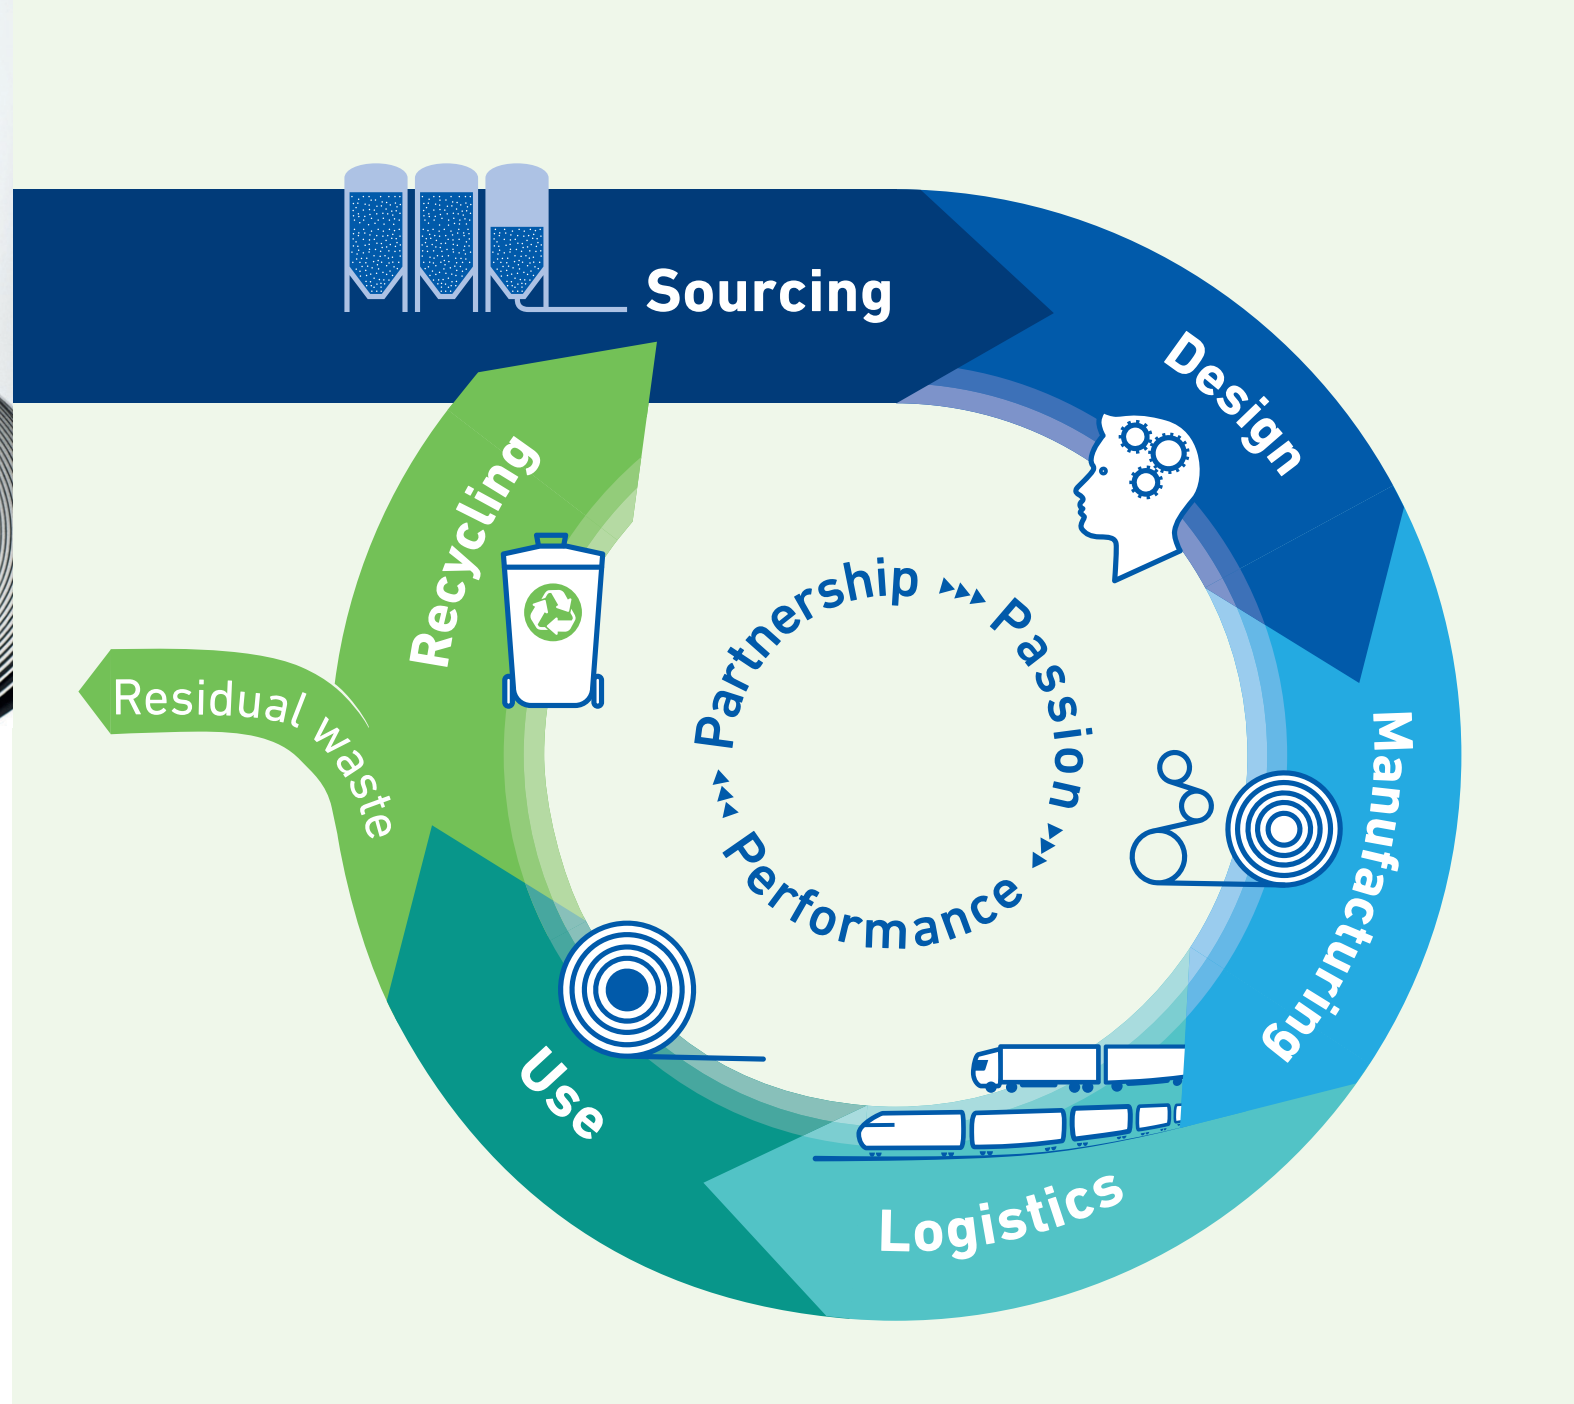 Sourcing
Design
Manufacturing
Logistics
Use
Recycling
Residual waste
Partnership
Passion
Performance